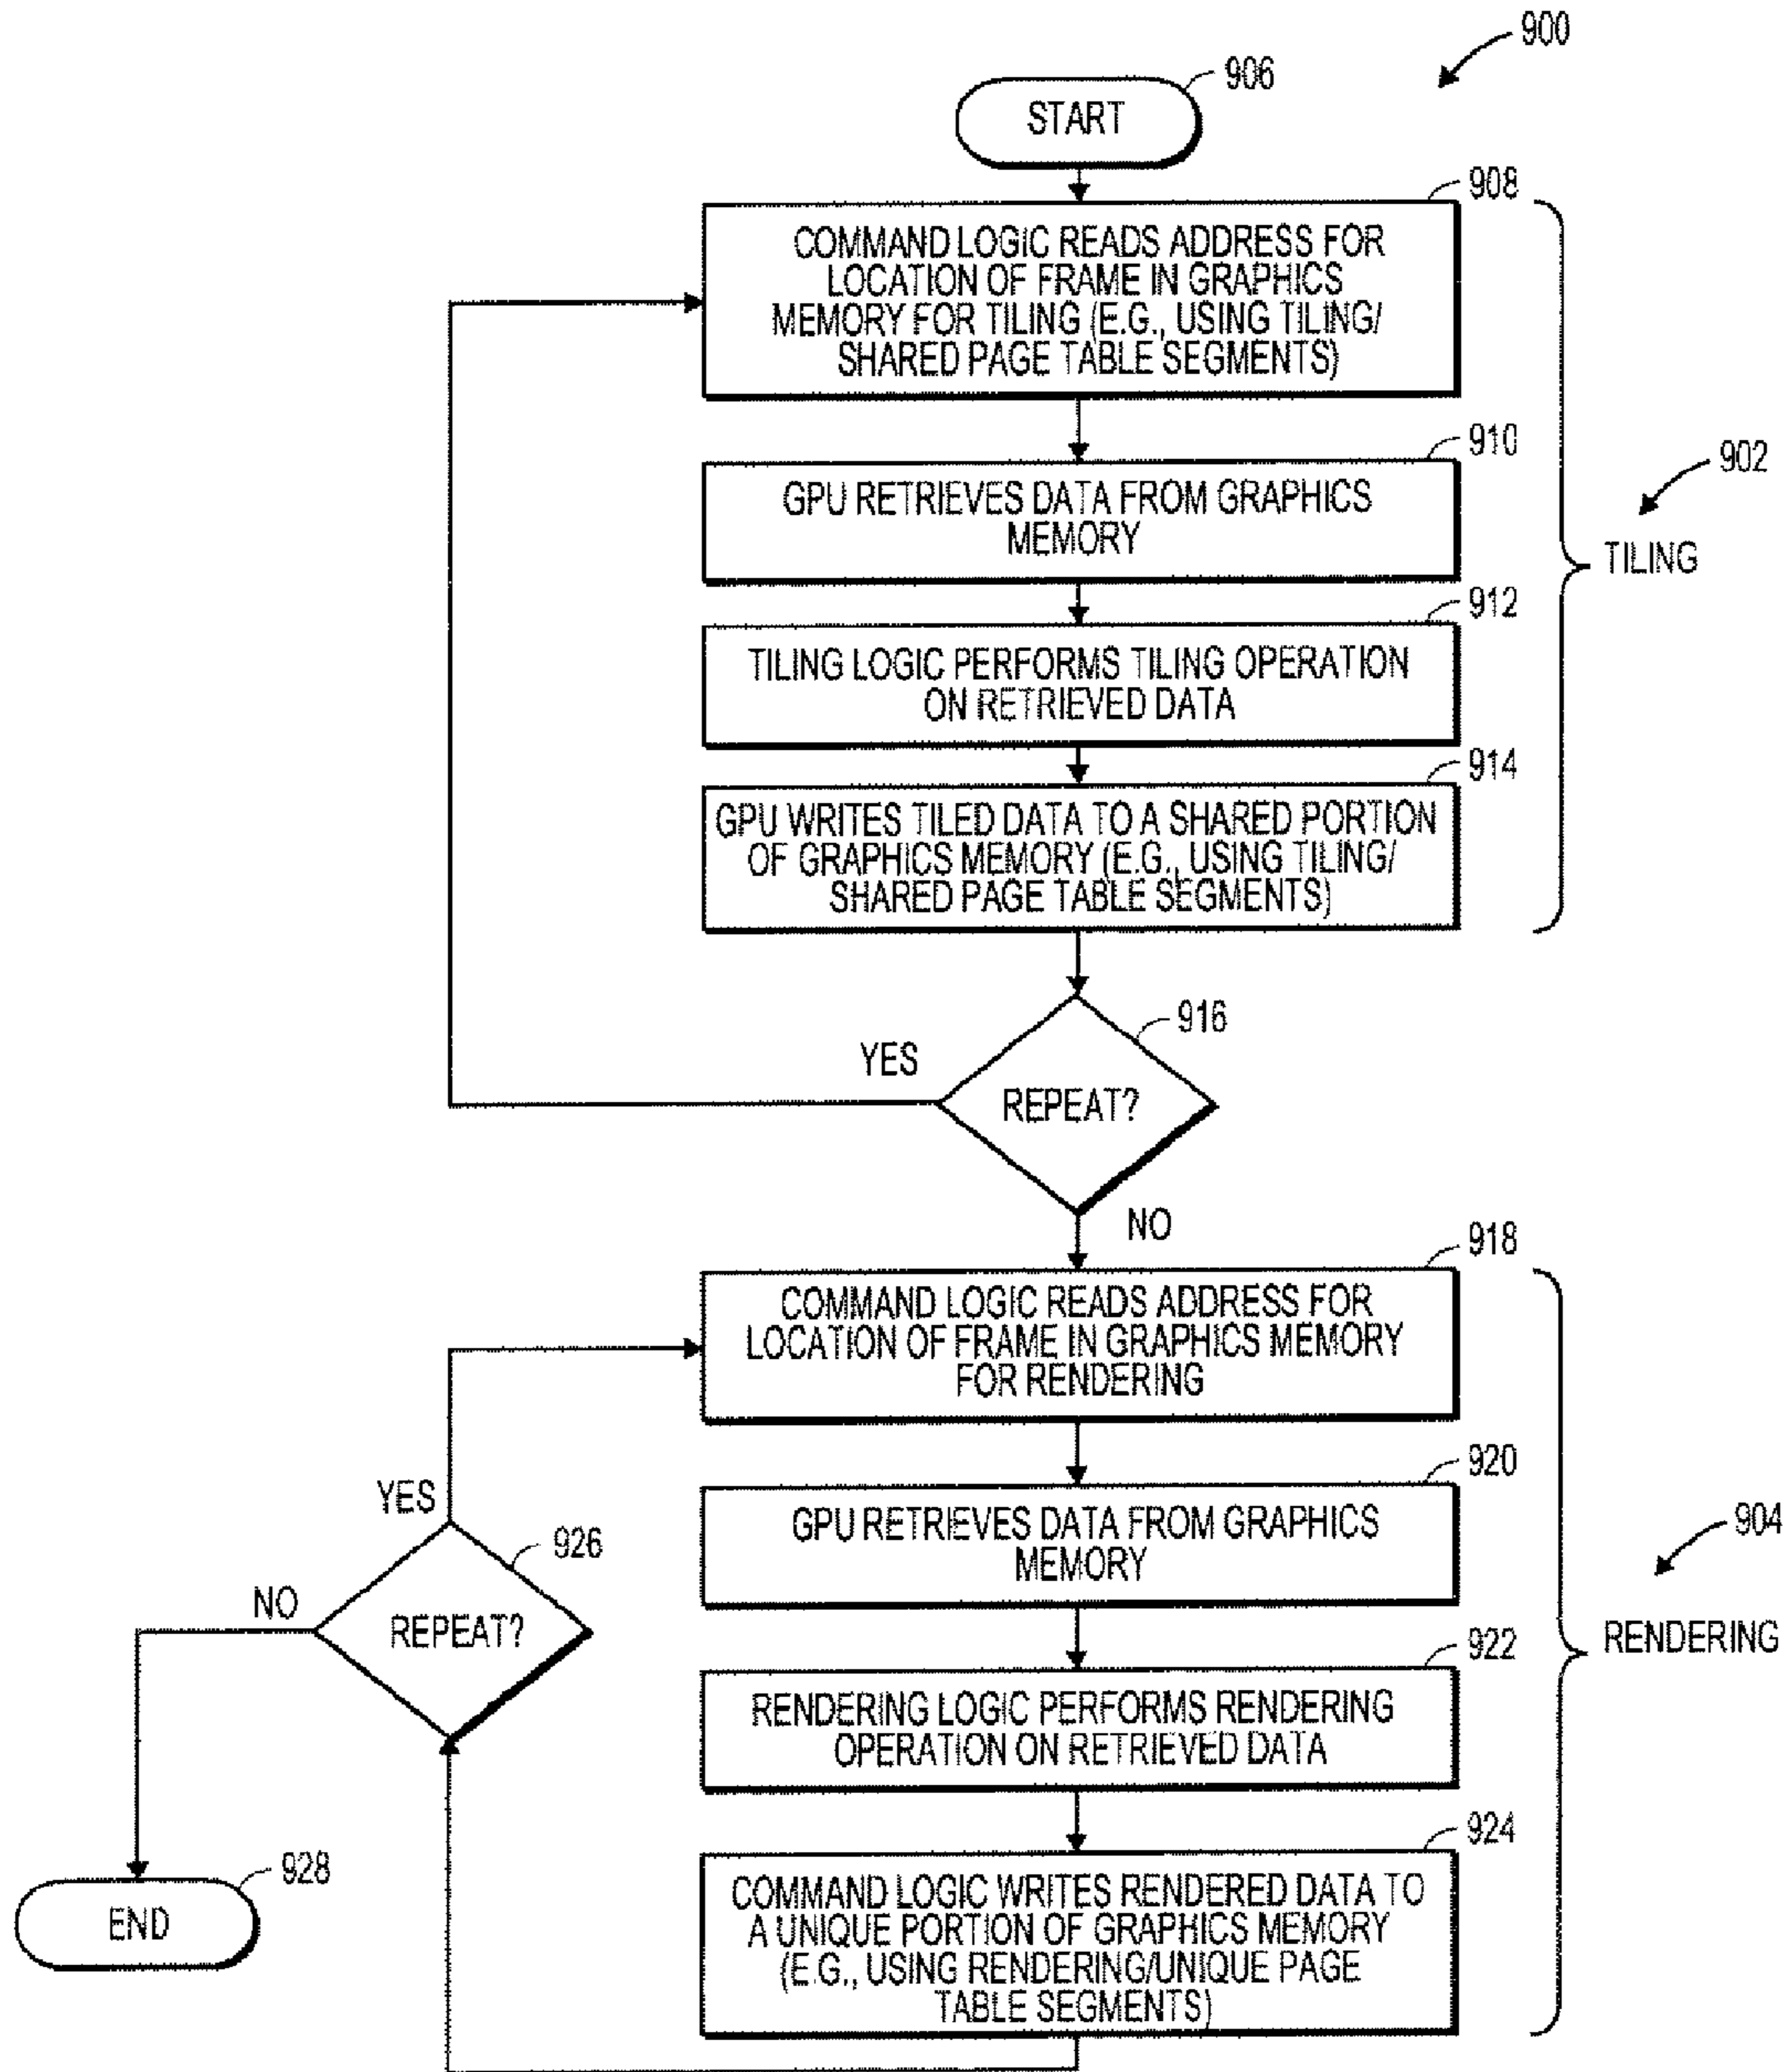 900
906
START
908
COMMAND LOGIC READS ADDRESS FOR
LOCATION OF FRAME IN GRAPHICS
MEMORY FOR TILING (E.G., USING TILING/
SHARED PAGE TABLE SEGMENTS)
910
GPU RETRIEVES DATA FROM GRAPHICS
MEMORY
902
TILING
912
TILING LOGIC PERFORMS TILING OPERATION
ON RETRIEVED DATA
914
GPU WRITES TILED DATA TO A SHARED PORTION
OF GRAPHICS MEMORY (E.G., USING TILING/
SHARED PAGE TABLE SEGMENTS)
916
YES
REPEAT?
NO
918
COMMAND LOGIC READS ADDRESS FOR
LOCATION OF FRAME IN GRAPHICS MEMORY
FOR RENDERING
920
GPU RETRIEVES DATA FROM GRAPHICS
MEMORY
YES
926
NO
REPEAT?
904
RENDERING
922
RENDERING LOGIC PERFORMS RENDERING
OPERATION ON RETRIEVED DATA
924
COMMAND LOGIC WRITES RENDERED DATA TO
A UNIQUE PORTION OF GRAPHICS MEMORY
(E.G., USING RENDERING/UNIQUE PAGE
TABLE SEGMENTS)
928
END